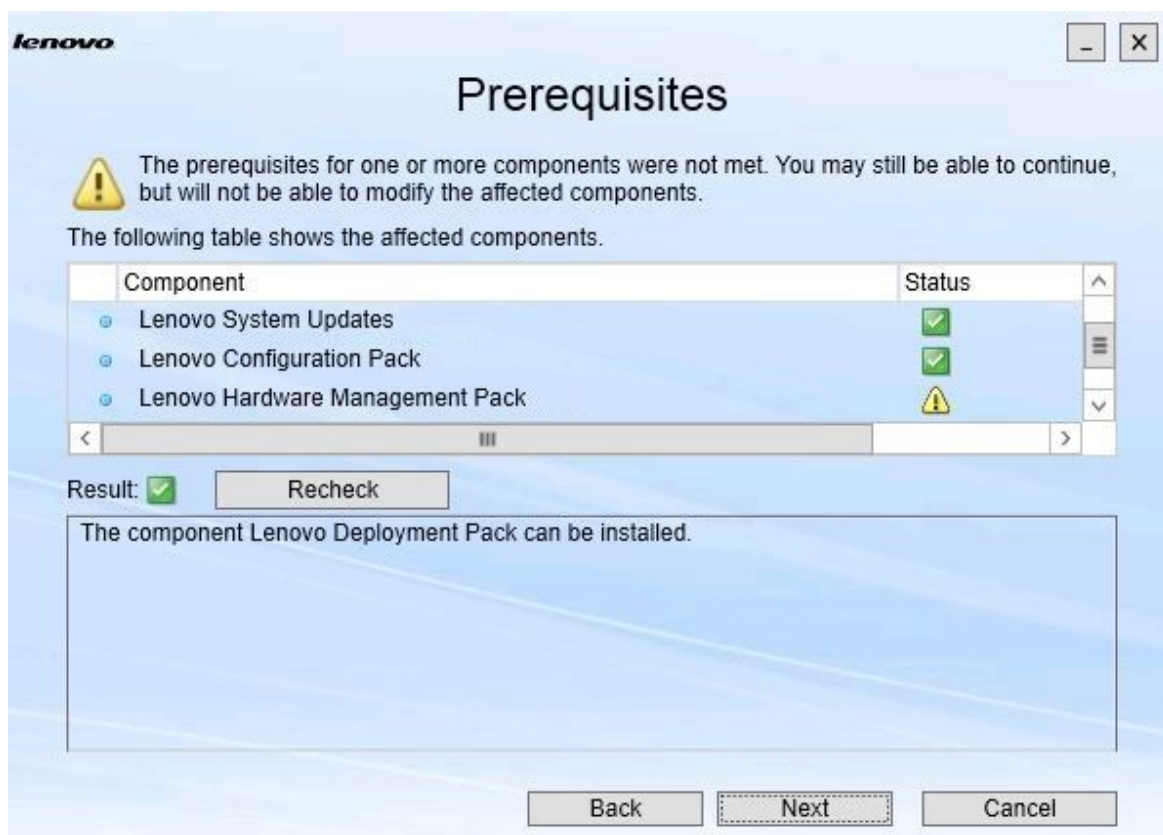 lenovo
Prerequisites
The prerequisites for one or more components were not met. You may still be able to continue,
but will not be able to modify the affected components.
The following table shows the affected components.
Component Status
Lenovo System Updates
Lenovo Configuration Pack
Lenovo Hardware Management Pack
Result: Recheck
The component Lenovo Deployment Pack can be installed.
Back Next Cancel